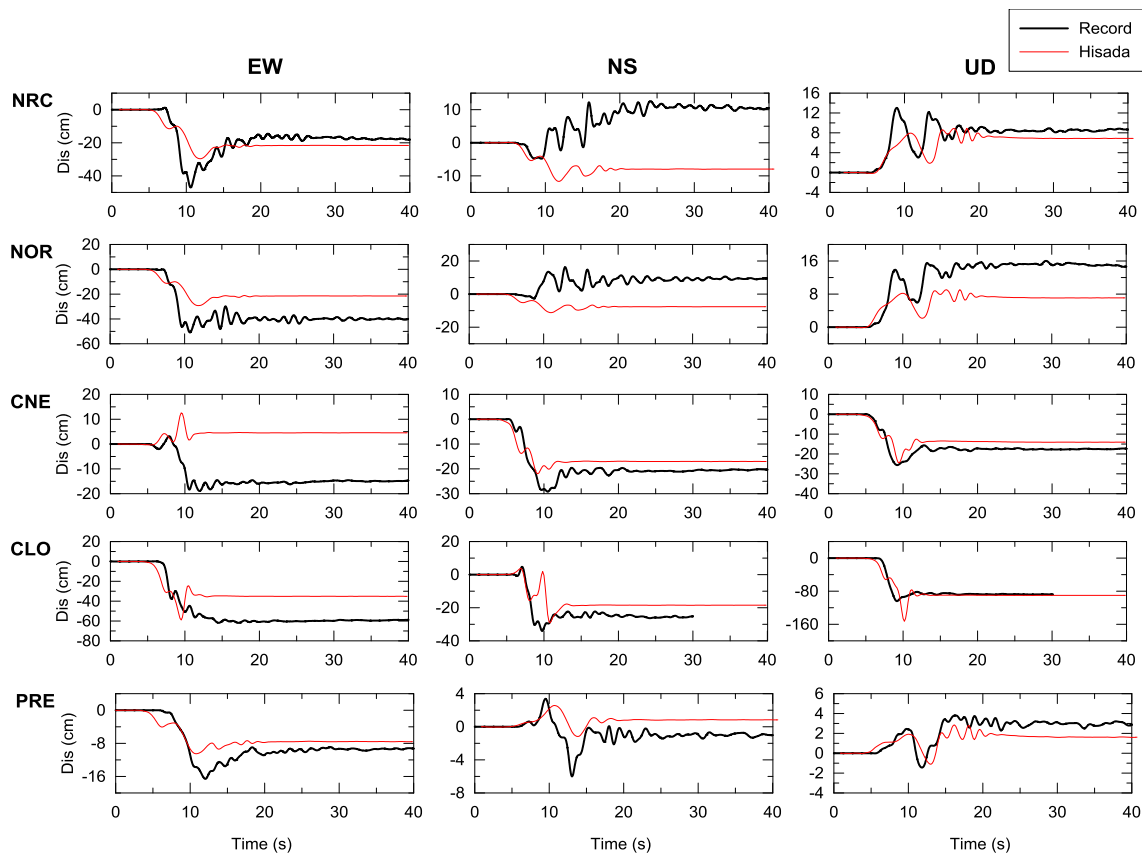 Record
Hisada
EW NS UD
NRC
Dis (cm)
0 -20 -40
0 10 20 30 40
10 0 -10
0 10 20 30 40
16 12 8 4 0 -4
0 10 20 30 40
NOR
Dis (cm)
20 0 -20 -40 -60
0 10 20 30 40
20 0 -20
0 10 20 30 40
16 8 0
0 10 20 30 40
CNE
Dis (cm)
20 10 0 -10 -20
0 10 20 30 40
10 0 -10 -20 -30
0 10 20 30 40
10 0 -10 -20 -30 -40
0 10 20 30 40
CLO
Dis (cm)
20 0 -20 -40 -60 -80
0 10 20 30 40
20 0 -20 -40
0 10 20 30 40
0 -80 -160
0 10 20 30 40
PRE
Dis (cm)
0 -8 -16
0 10 20 30 40
4 0 -4 -8
0 10 20 30 40
6 4 2 0 -2 -4
0 10 20 30 40
Time (s) Time (s) Time (s)